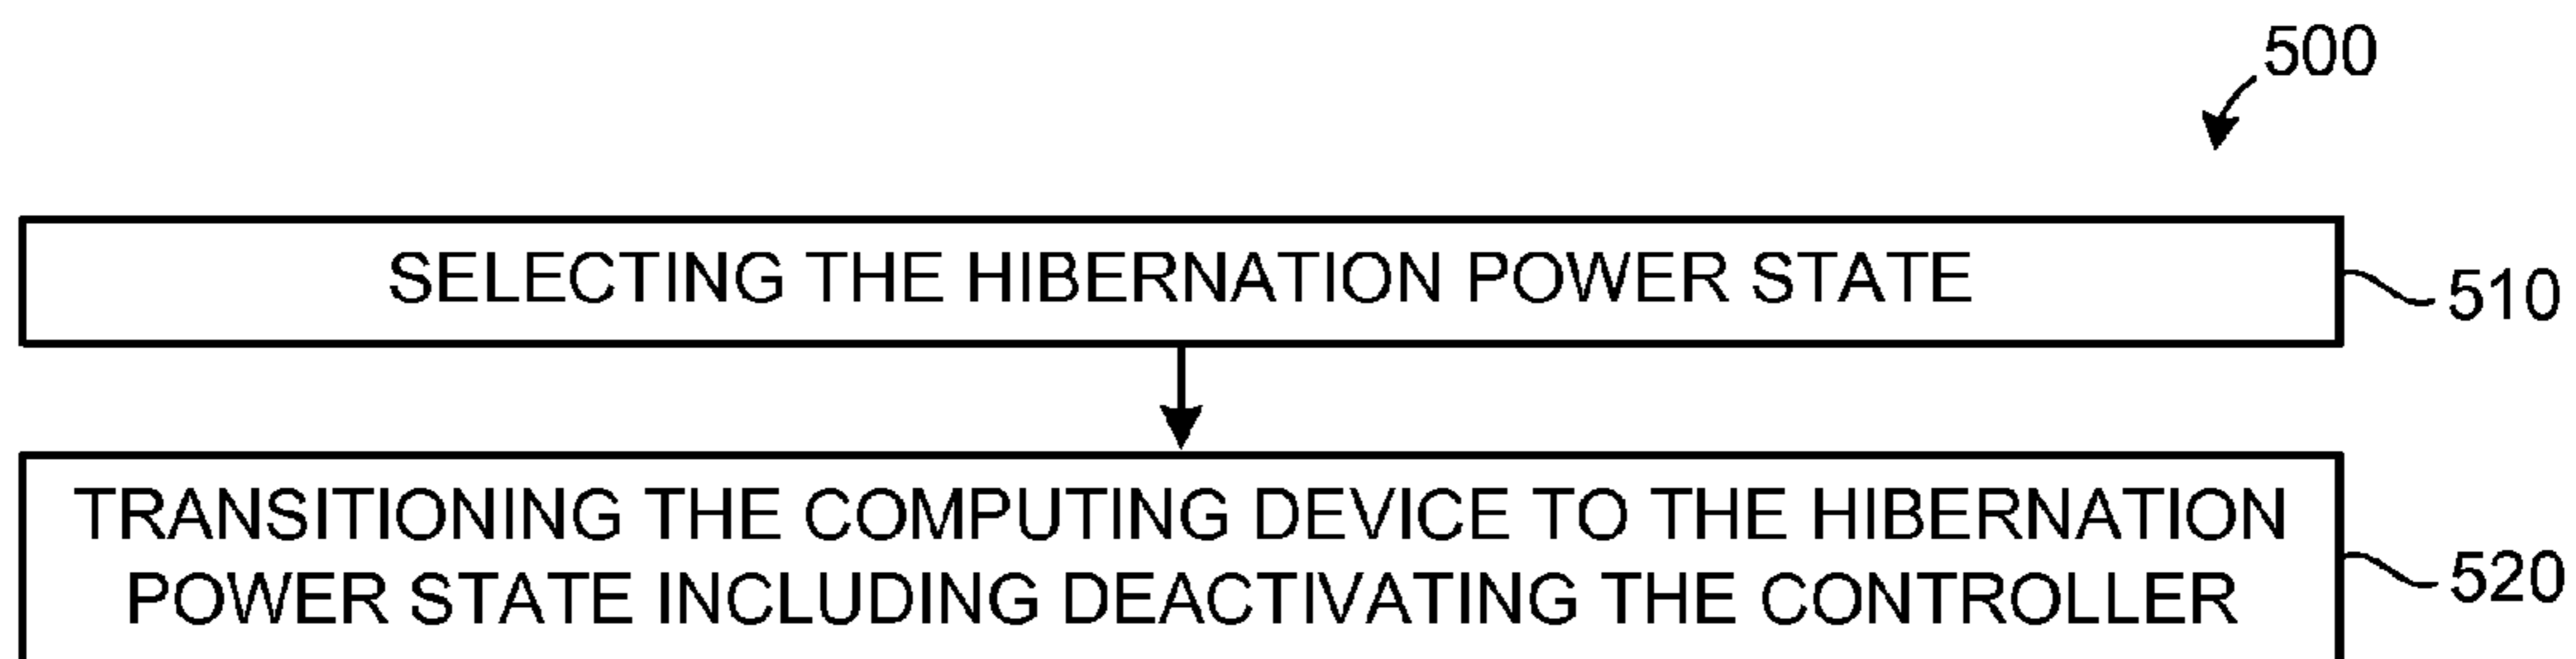 500
SELECTING THE HIBERNATION POWER STATE
510
TRANSITIONING THE COMPUTING DEVICE TO THE HIBERNATION
POWER STATE INCLUDING DEACTIVATING THE CONTROLLER
520